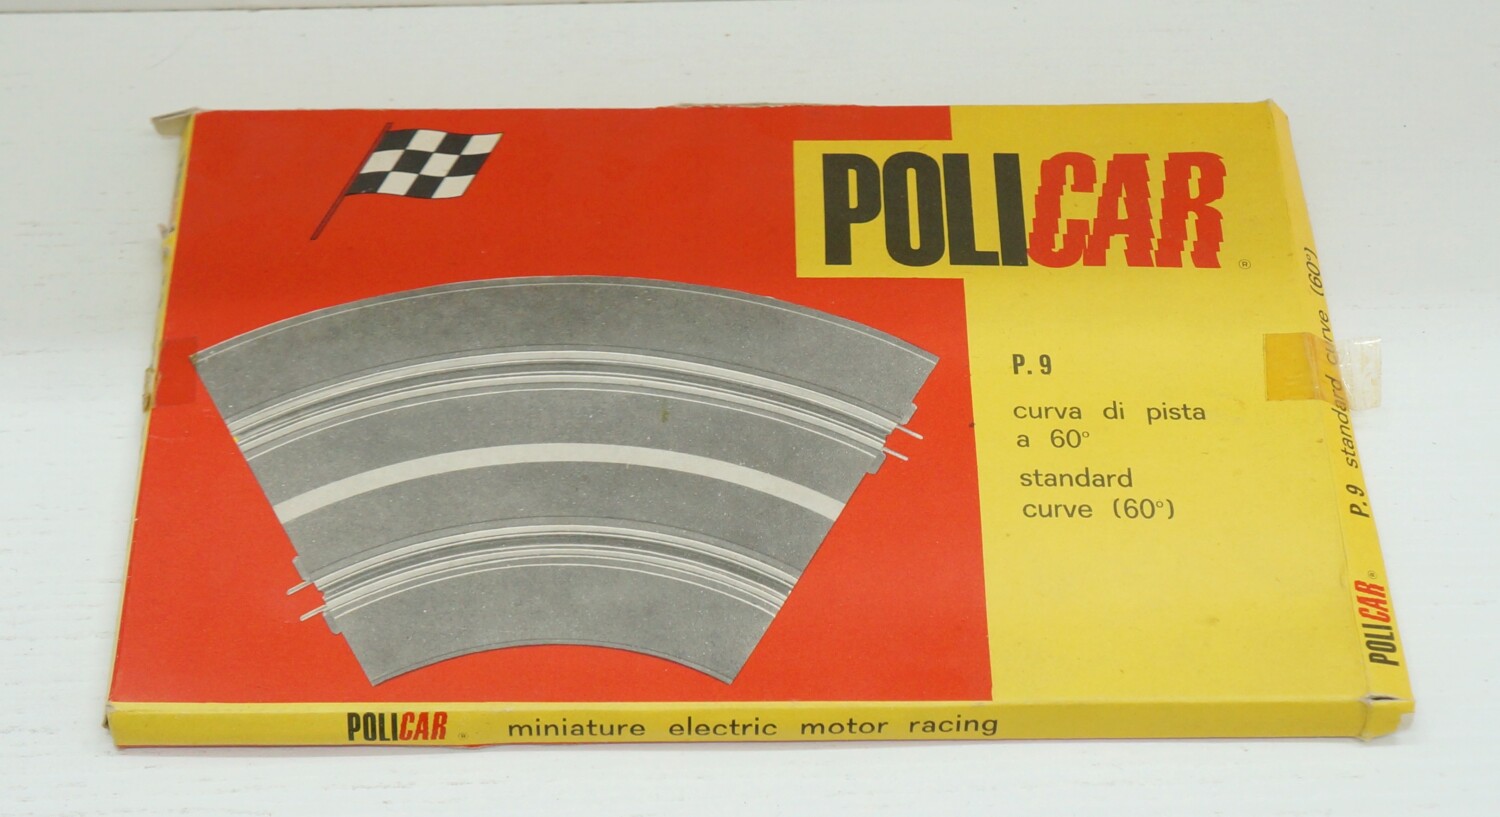 POLICAR ®
P.9
curva di pista
a 60°
standard
curve (60°)
POLICAR ® miniature electric motor racing
POLICAR ® P.9 standard curve (60°)